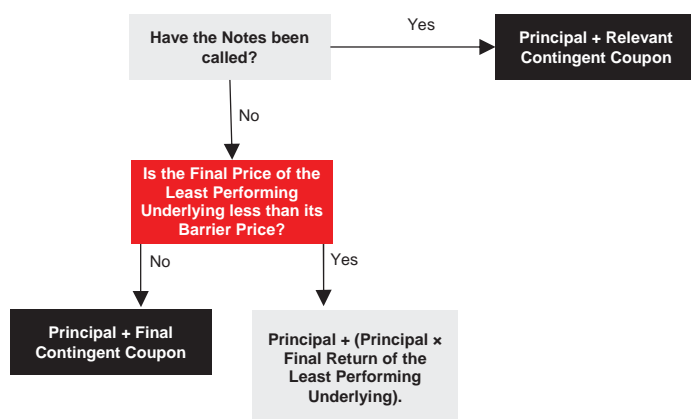 Have the Notes been
called?
Yes
Principal + Relevant
Contingent Coupon
No
Is the Final Price of the
Least Performing
Underlying less than its
Barrier Price?
No
Yes
Principal + Final
Contingent Coupon
Principal + (Principal ×
Final Return of the
Least Performing
Underlying).